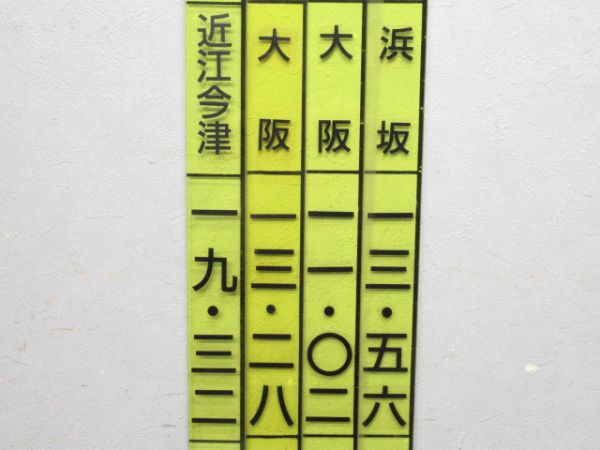 浜坂 一三・五六
大阪 一一・〇二
大阪 一三・二八
近江今津 一九・三二